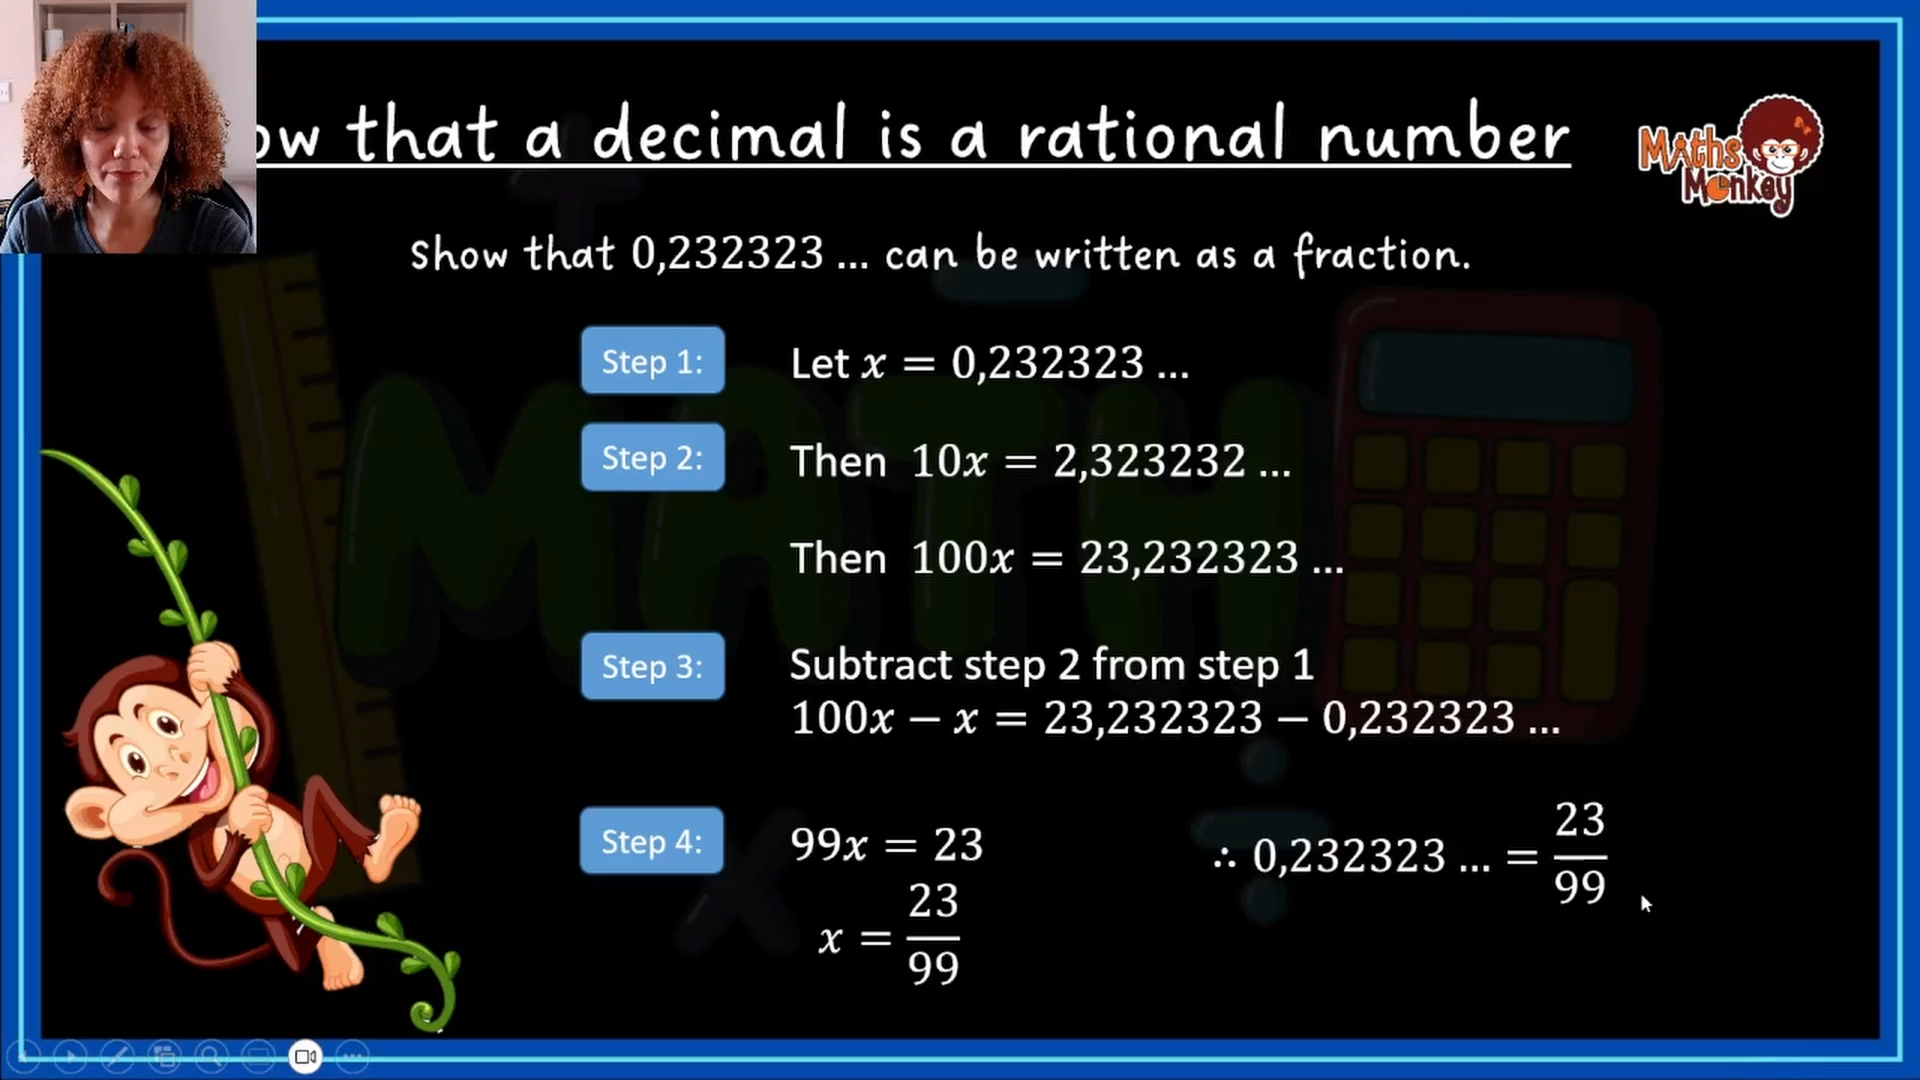 ow that a decimal is a rational number
Maths
Monkey
Show that 0,232323 ... can be written as a fraction.
Step 1: Let x = 0,232323 ...
Step 2: Then 10x = 2,323232 ...
Then 100x = 23,232323 ...
Step 3: Subtract step 2 from step 1
100x − x = 23,232323 − 0,232323 ...
Step 4: 99x = 23
x = 23/99
∴ 0,232323 ... = 23/99
MATH